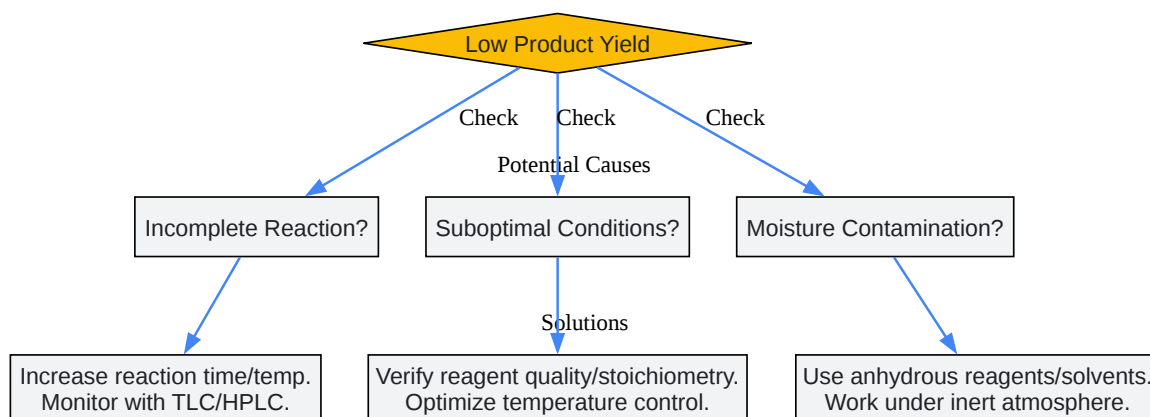 Low Product Yield
Check
Check
Check
Potential Causes
Incomplete Reaction?
Suboptimal Conditions?
Moisture Contamination?
Solutions
Increase reaction time/temp.
Monitor with TLC/HPLC.
Verify reagent quality/stoichiometry.
Optimize temperature control.
Use anhydrous reagents/solvents.
Work under inert atmosphere.